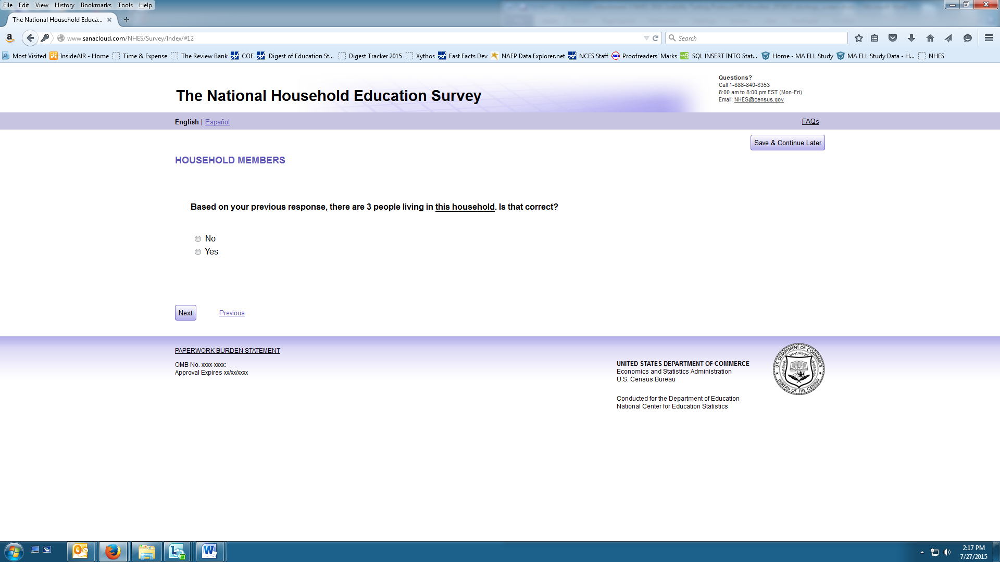 File Edit View History Bookmarks Tools Help
The National Household Educa...
www.sanacloud.com/NHES/Survey/Index/#12
Search
Most Visited InsideAIR - Home Time & Expense The Review Bank COE Digest of Education St... Digest Tracker 2015 Xythos Fast Facts Dev NAEP Data Explorer.net NCES Staff Proofreaders' Marks SQL INSERT INTO Stat... Home - MA ELL Study MA ELL Study Data - H... NHES
The National Household Education Survey
Questions?
Call 1-888-840-8353
8:00 am to 8:00 pm EST (Mon-Fri)
Email: NHES@census.gov
English | Español
FAQs
Save & Continue Later
HOUSEHOLD MEMBERS
Based on your previous response, there are 3 people living in this household. Is that correct?
No
Yes
Next
Previous
PAPERWORK BURDEN STATEMENT
OMB No. xxxx-xxxx:
Approval Expires xx/xx/xxxx
UNITED STATES DEPARTMENT OF COMMERCE
Economics and Statistics Administration
U.S. Census Bureau
Conducted for the Department of Education
National Center for Education Statistics
U.S. DEPARTMENT OF COMMERCE
BUREAU OF THE CENSUS
2:17 PM
7/27/2015